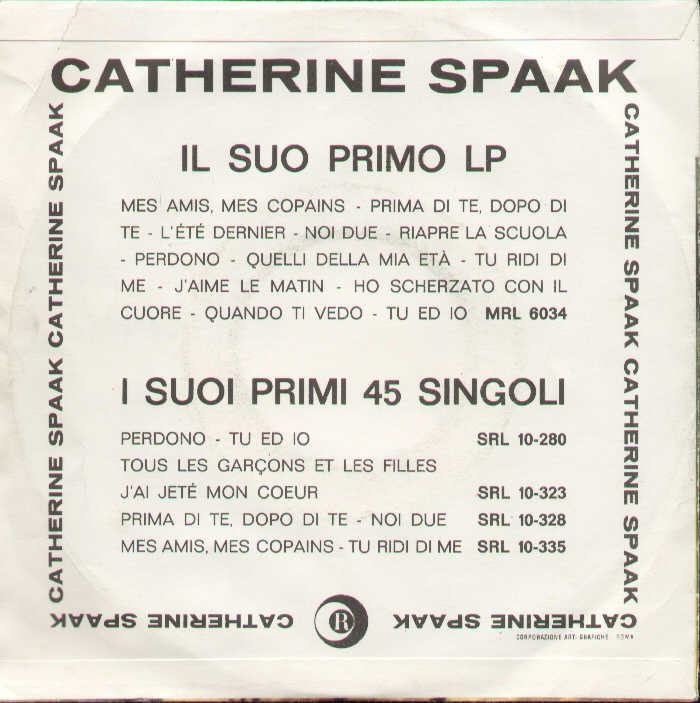 CATHERINE SPAAK
CATHERINE SPAAK CATHERINE SPAAK
CATHERINE SPAAK CATHERINE SPAAK
IL SUO PRIMO LP
MES AMIS, MES COPAINS - PRIMA DI TE, DOPO DI
TE - L'ÉTÉ DERNIER - NOI DUE - RIAPRE LA SCUOLA
- PERDONO - QUELLI DELLA MIA ETÀ - TU RIDI DI
ME - J'AIME LE MATIN - HO SCHERZATO CON IL
CUORE - QUANDO TI VEDO - TU ED IO MRL 6034
I SUOI PRIMI 45 SINGOLI
PERDONO - TU ED IO SRL 10-280
TOUS LES GARÇONS ET LES FILLES
J'AI JETÉ MON COEUR SRL 10-323
PRIMA DI TE, DOPO DI TE - NOI DUE SRL 10-328
MES AMIS, MES COPAINS - TU RIDI DI ME SRL 10-335
CATHERINE SPAAK R CATHERINE SPAAK
CORPORAZIONE ARTI GRAFICHE - ROMA